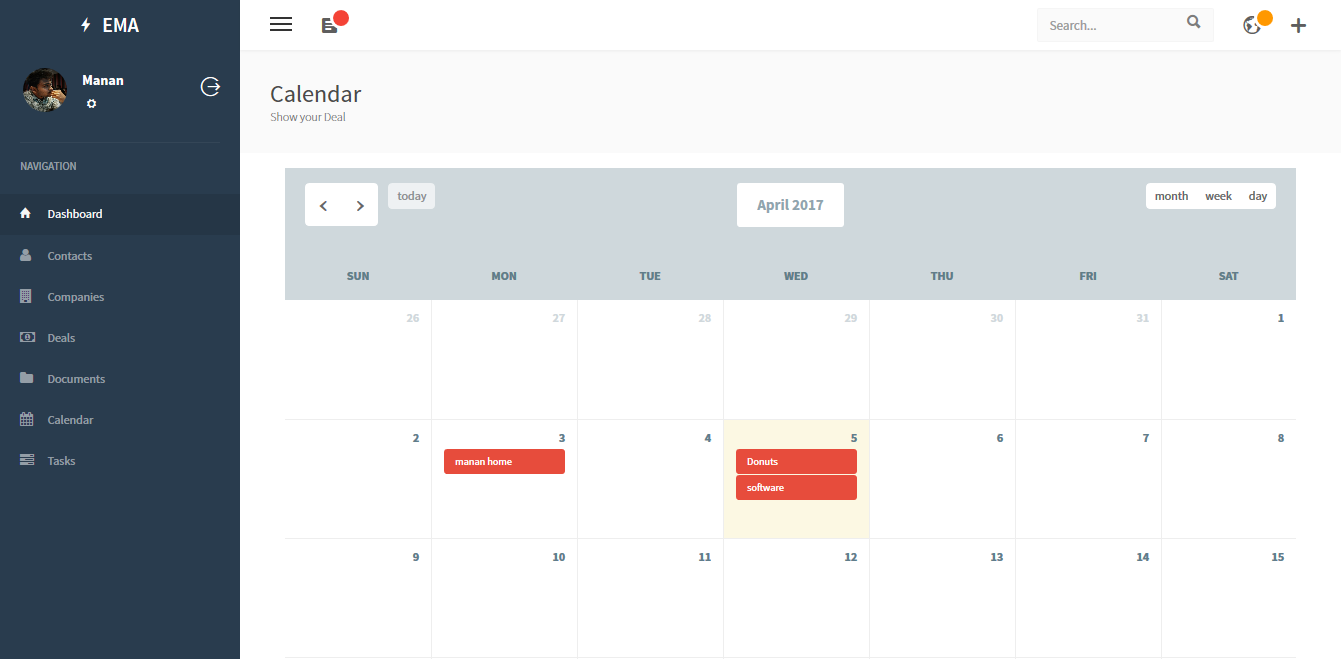 EMA
Manan
NAVIGATION
Dashboard
Contacts
Companies
Deals
Documents
Calendar
Tasks
Search...
Calendar
Show your Deal
today
April 2017
month week day
SUN MON TUE WED THU FRI SAT
26 27 28 29 30 31 1
2 3 4 5 6 7 8
manan home
Donuts
software
9 10 11 12 13 14 15